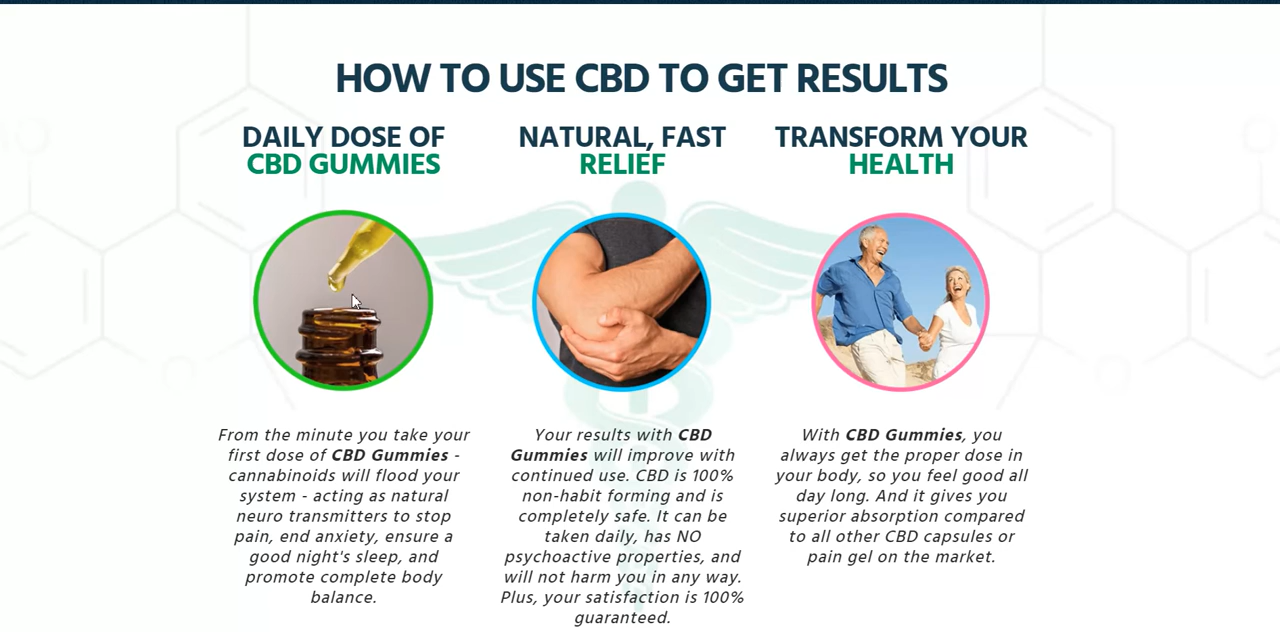 HOW TO USE CBD TO GET RESULTS
DAILY DOSE OF
CBD GUMMIES
From the minute you take your
first dose of CBD Gummies -
cannabinoids will flood your
system - acting as natural
neuro transmitters to stop
pain, end anxiety, ensure a
good night's sleep, and
promote complete body
balance.
NATURAL, FAST
RELIEF
Your results with CBD
Gummies will improve with
continued use. CBD is 100%
non-habit forming and is
completely safe. It can be
taken daily, has NO
psychoactive properties, and
will not harm you in any way.
Plus, your satisfaction is 100%
guaranteed.
TRANSFORM YOUR
HEALTH
With CBD Gummies, you
always get the proper dose in
your body, so you feel good all
day long. And it gives you
superior absorption compared
to all other CBD capsules or
pain gel on the market.